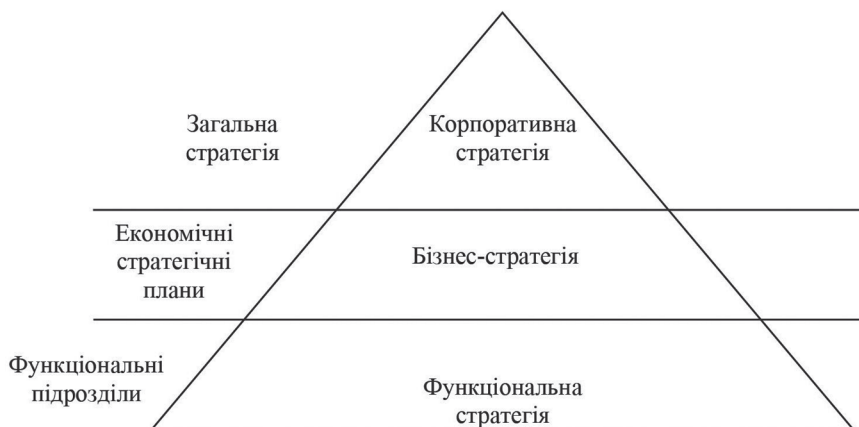 Загальна
стратегія
Корпоративна
стратегія
Економічні
стратегічні
плани
Бізнес-стратегія
Функціональні
підрозділи
Функціональна
стратегія